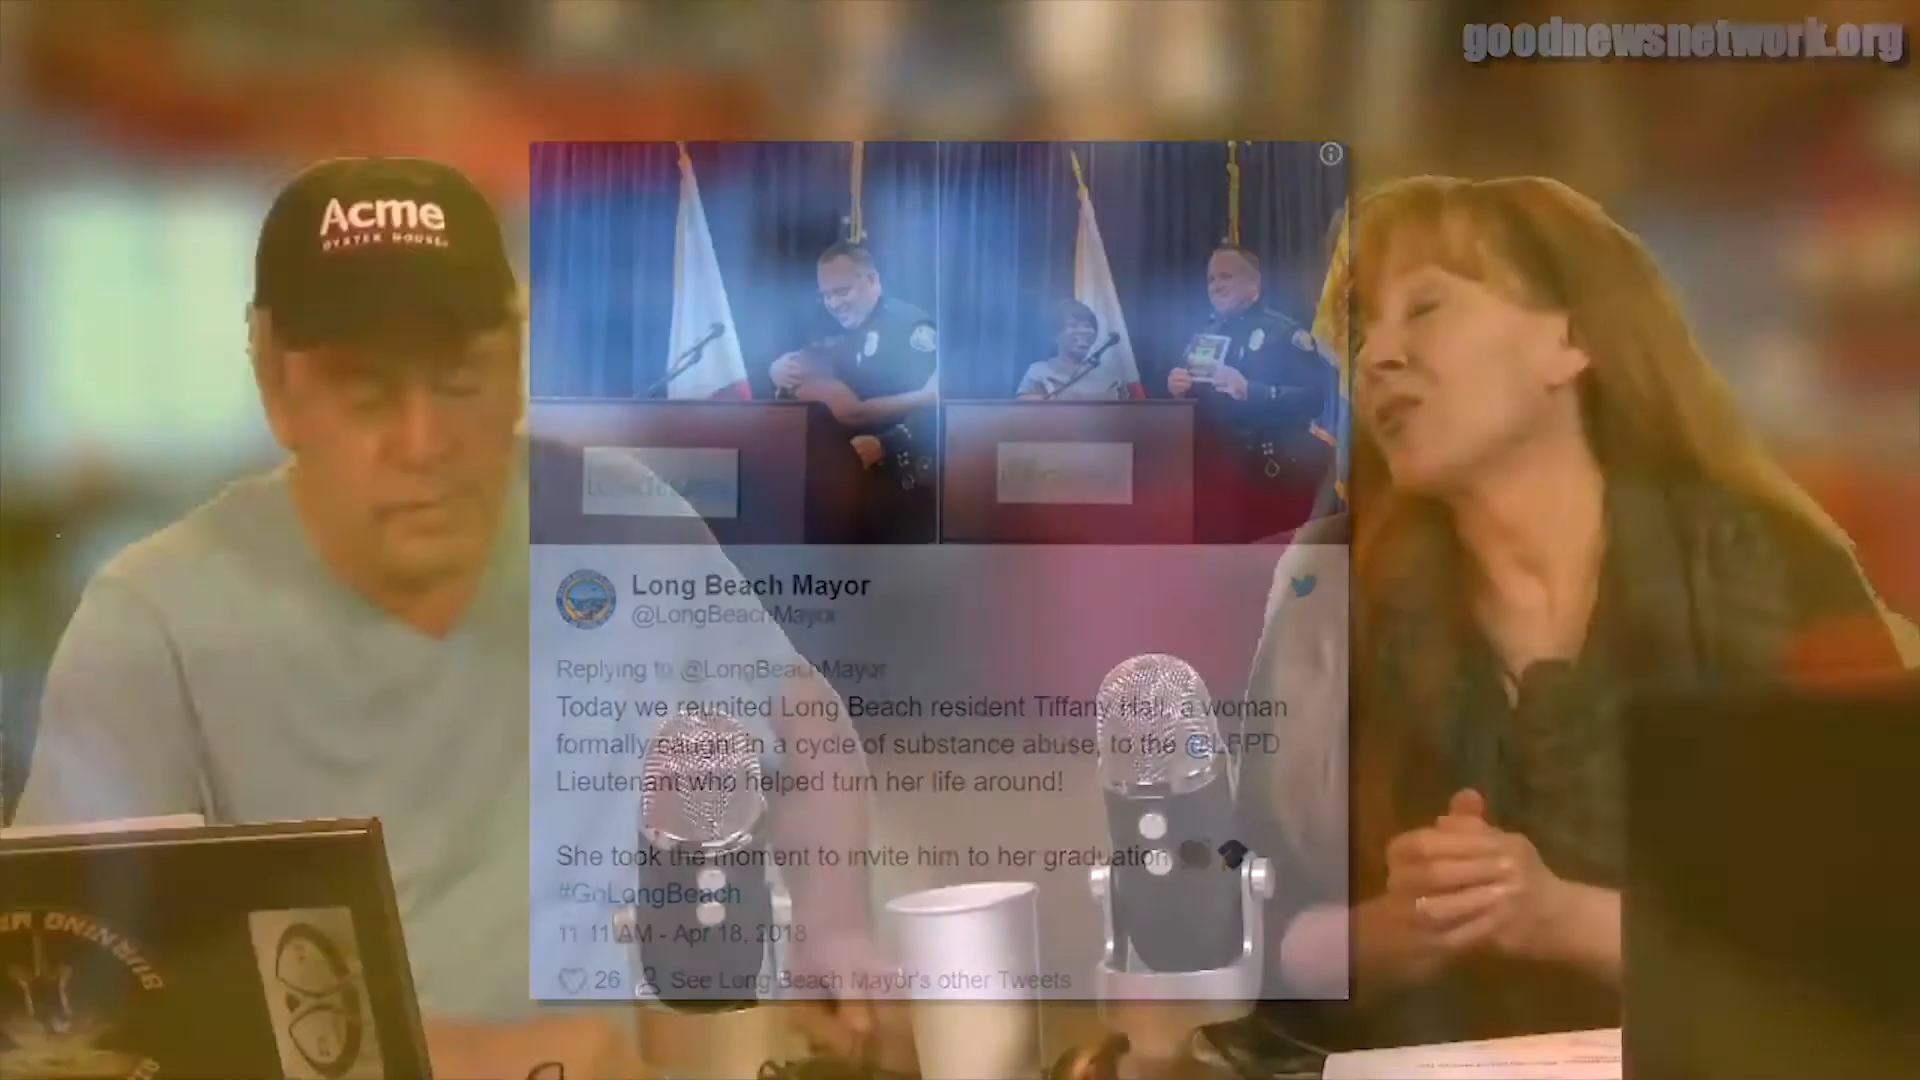 goodnewsnetwork.org
Acme
OYSTER HOUSE
Long Beach Mayor
@LongBeachMayor
Replying to @LongBeachMayor
Today we reunited Long Beach resident Tiffany Hall, a woman
formally caught in a cycle of substance abuse, to the @LBPD
Lieutenant who helped turn her life around!
She took the moment to invite him to her graduation
#GoLongBeach
11:11 AM - Apr 18, 2018
26 See Long Beach Mayor's other Tweets
BURNING